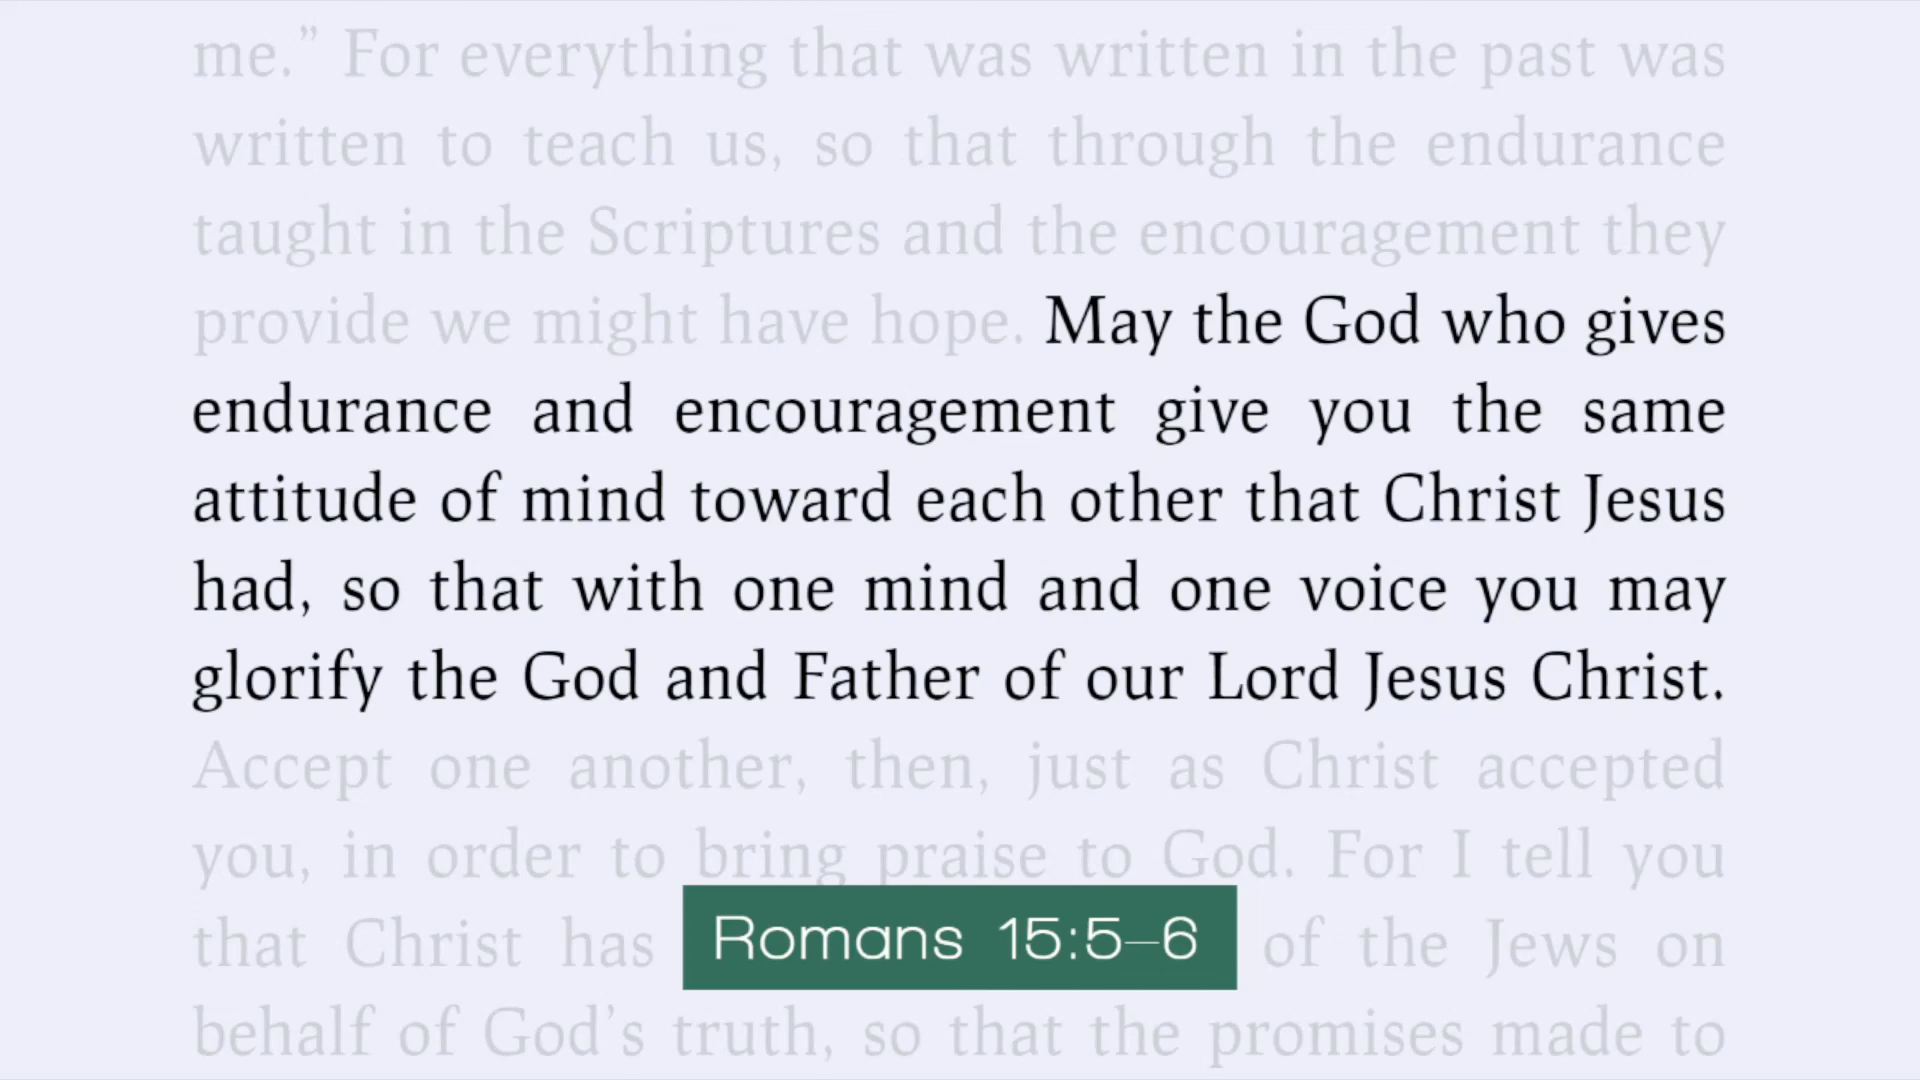 me.” For everything that was written in the past was
written to teach us, so that through the endurance
taught in the Scriptures and the encouragement they
provide we might have hope. May the God who gives
endurance and encouragement give you the same
attitude of mind toward each other that Christ Jesus
had, so that with one mind and one voice you may
glorify the God and Father of our Lord Jesus Christ.
Accept one another, then, just as Christ accepted
you, in order to bring praise to God. For I tell you
that Christ has of the Jews on
Romans 15:5–6
behalf of God’s truth, so that the promises made to